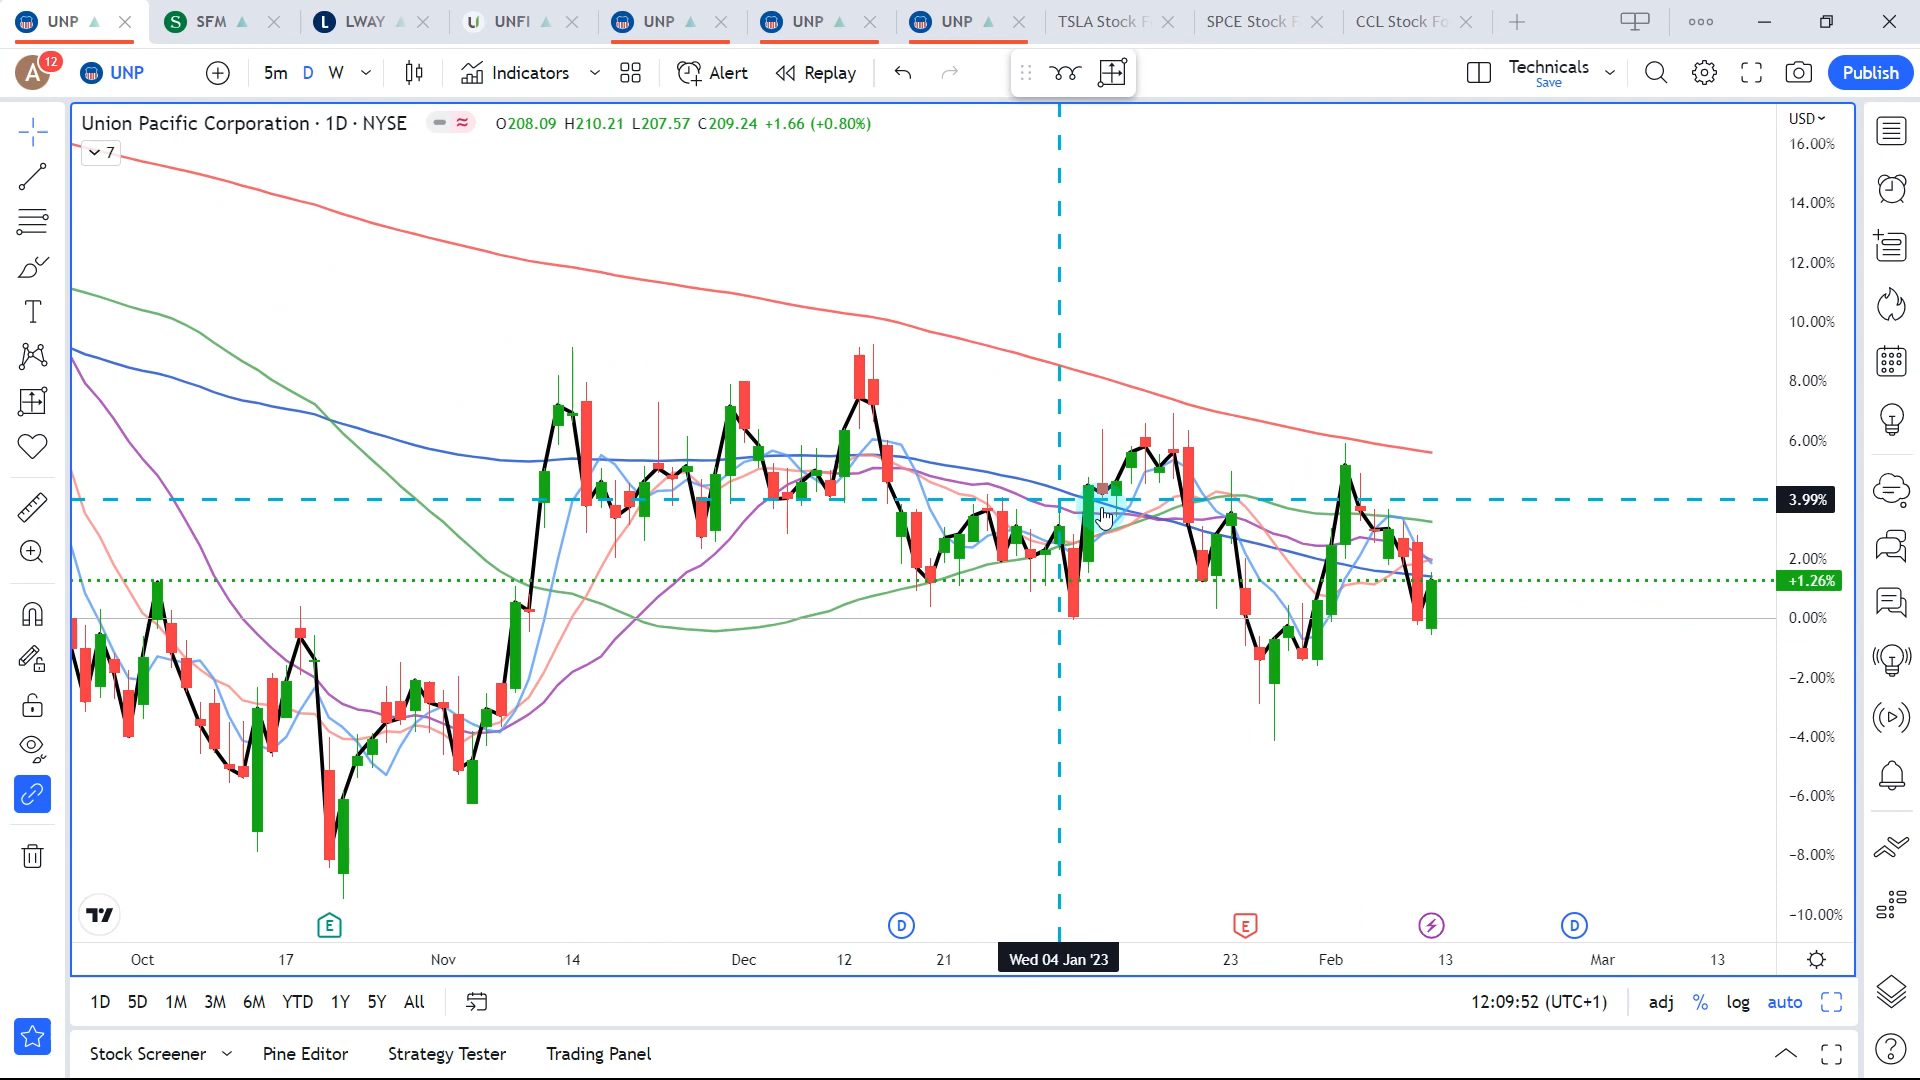 UNP SFM LWAY UNFI UNP UNP UNP TSLA Stock F SPCE Stock F CCL Stock Fo
A 12 UNP 5m D W Indicators Alert Replay Technicals Save Publish
Union Pacific Corporation · 1D · NYSE O208.09 H210.21 L207.57 C209.24 +1.66 (+0.80%)
7
USD
16.00%
14.00%
12.00%
10.00%
8.00%
6.00%
3.99%
2.00%
+1.26%
0.00%
−2.00%
−4.00%
−6.00%
−8.00%
−10.00%
E D E D
Oct 17 Nov 14 Dec 12 21 Wed 04 Jan '23 23 Feb 13 Mar 13
1D 5D 1M 3M 6M YTD 1Y 5Y All 12:09:52 (UTC+1) adj % log auto
Stock Screener Pine Editor Strategy Tester Trading Panel